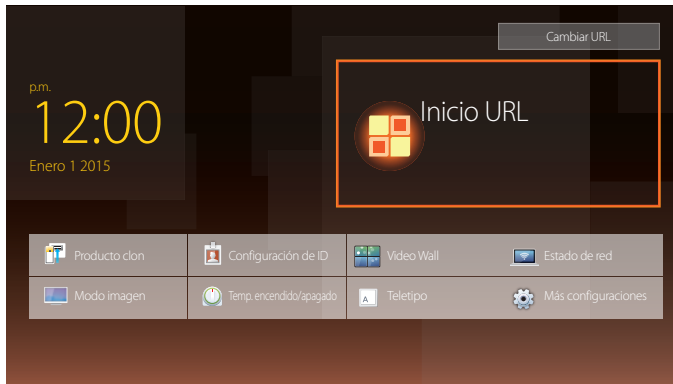 Cambiar URL
p.m.
12:00
Enero 1 2015
Inicio URL
Producto clon
Configuración de ID
Video Wall
Estado de red
Modo imagen
Temp. encendido/apagado
A
Teletipo
Más configuraciones